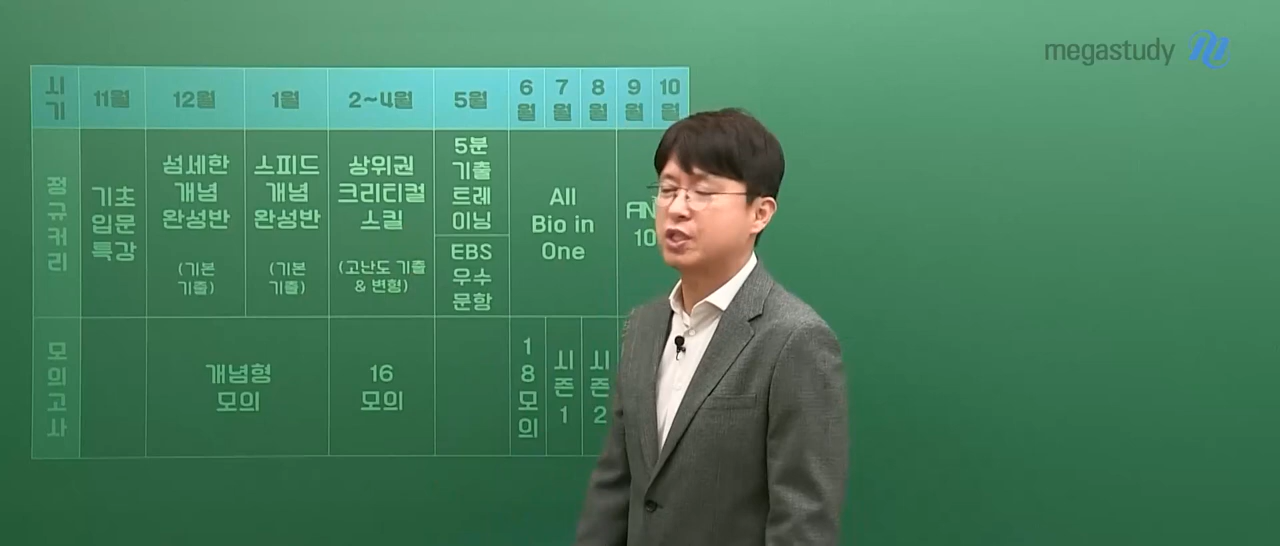 megastudy
시
기
11월
12월
1월
2~4월
5월
6
월
7
월
8
월
9
월
10
월
정
규
커
리
기초
입문
특강
섬세한
개념
완성반
(기본
기출)
스피드
개념
완성반
(기본
기출)
상위권
크리티컬
스킬
(고난도 기출
& 변형)
5분
기출
트레
이닝
EBS
우수
문항
All
Bio in
One
10
모
의
고
사
개념형
모의
16
모의
1
8
모
의
시
즌
1
시
즌
2